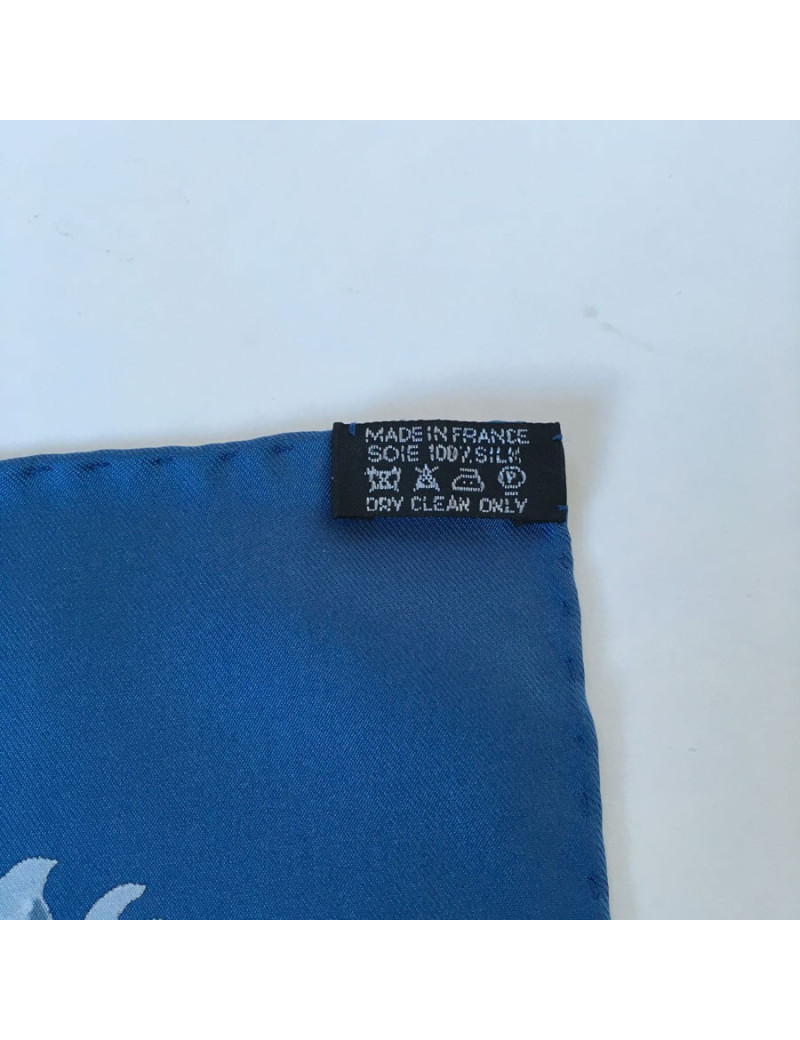 MADE IN FRANCE
SOIE 100% SILK
P
DRY CLEAN ONLY